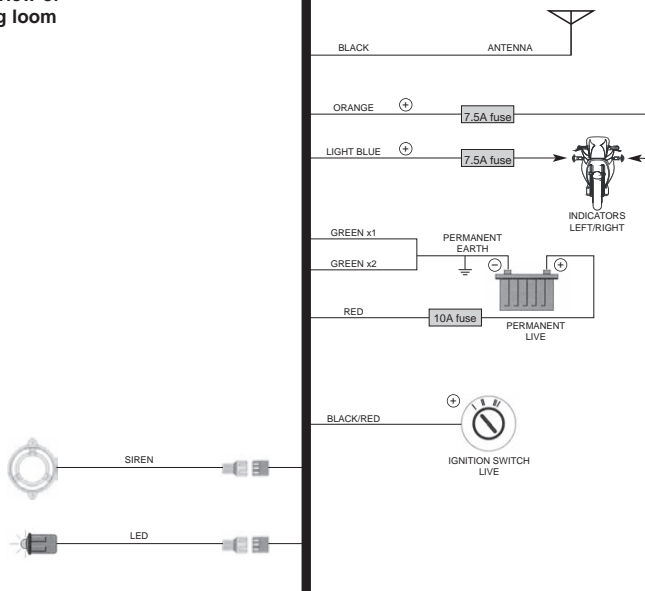 g loom
BLACK
ANTENNA
ORANGE
7.5A fuse
LIGHT BLUE
7.5A fuse
INDICATORS
LEFT/RIGHT
GREEN x1
PERMANENT
EARTH
GREEN x2
RED
10A fuse
PERMANENT
LIVE
BLACK/RED
IGNITION SWITCH
LIVE
SIREN
LED